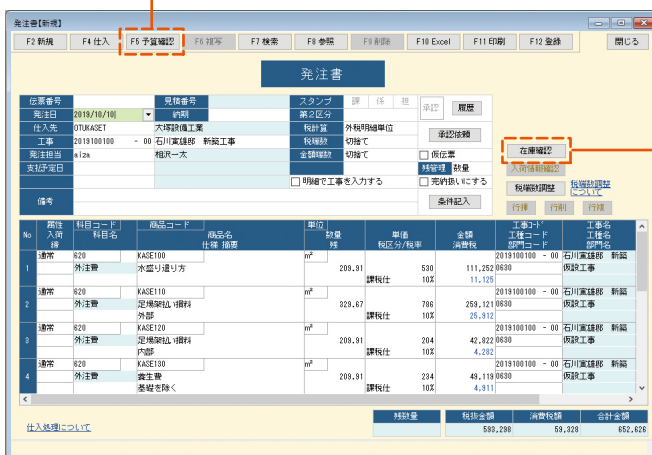 発注書【新規】
F2 新規 F4 仕入 F5 予算確認 F6 複写 F7 検索 F8 参照 F9 削除 F10 Excel F11 印刷 F12 登録 閉じる
発注書
伝票番号 見積番号 スタンプ 課 係 担 承認 履歴
発注日 2019/10/10 納期 第2区分
仕入先 OTUKASET 大塚設備工業 税計算 外税明細単位 承認依頼
工事 2019100100 - 00 石川寅雄邸 新築工事 税端数 切捨て 在庫確認
発注担当 aiza 相沢一太 金額端数 切捨て 仮伝票 入荷情報確認
支払予定日 残管理 数量
明細で工事を入力する 完納扱いにする 税端数調整 税端数調整について
備考 条件記入 行挿 行削 行複
No 属性 科目コード 商品コード 単位 工事コード 工事名
入荷 科目名 商品名 数量 単価 金額 工種コード 工種名
締 仕様 摘要 残 税区分/税率 消費税 部門コード 部門名
通常 620 KASE100 m² 2019100100 - 00 石川寅雄邸 新築
1 外注費 水盛り遣り方 209.91 530 111,252 0630 仮設工事
課税仕 10% 11,125
通常 620 KASE110 m² 2019100100 - 00 石川寅雄邸 新築
2 外注費 足場架払い損料 329.67 786 259,121 0630 仮設工事
外部 課税仕 10% 25,912
通常 620 KASE120 m² 2019100100 - 00 石川寅雄邸 新築
3 外注費 足場架払い損料 209.91 204 42,822 0630 仮設工事
内部 課税仕 10% 4,282
通常 620 KASE130 m² 2019100100 - 00 石川寅雄邸 新築
4 外注費 養生費 209.91 234 49,119 0630 仮設工事
基礎を除く 課税仕 10% 4,911
仕入処理について 残数量 税抜金額 消費税額 合計金額
593,298 59,328 652,626